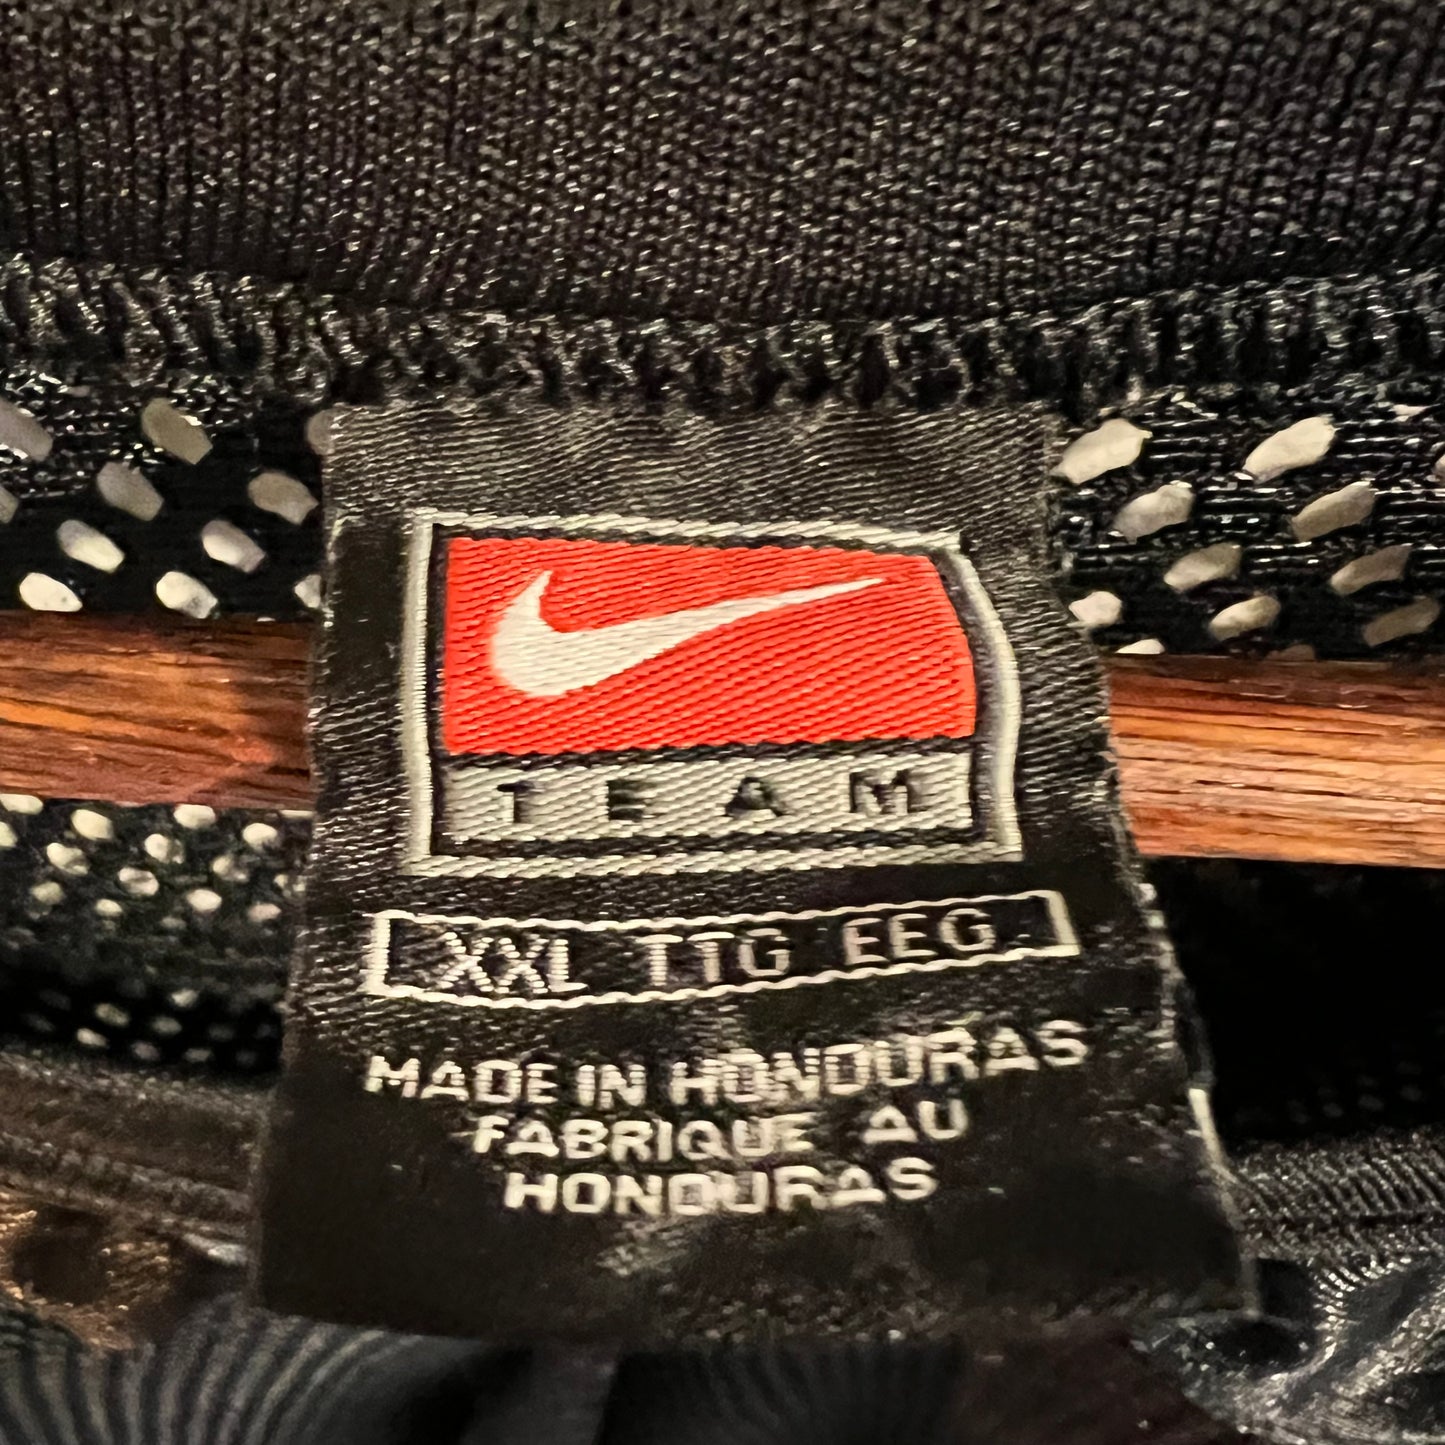 TEAM
XXL TTG EEG
MADE IN HONDURAS
FABRIQUE AU
HONDURAS